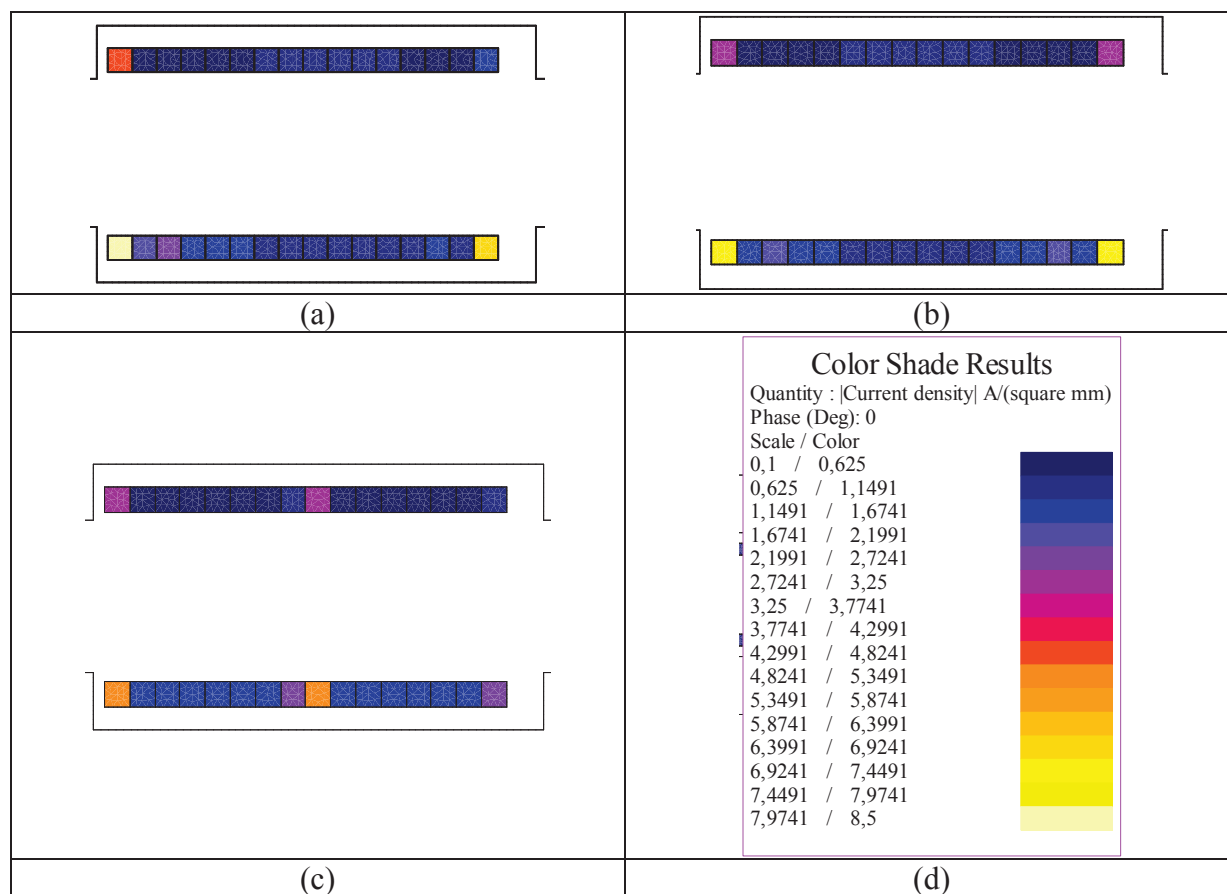 (a)
(b)
Color Shade Results
Quantity : |Current density| A/(square mm)
Phase (Deg): 0
Scale / Color
0,1 / 0,625
0,625 / 1,1491
1,1491 / 1,6741
1,6741 / 2,1991
2,1991 / 2,7241
2,7241 / 3,25
3,25 / 3,7741
3,7741 / 4,2991
4,2991 / 4,8241
4,8241 / 5,3491
5,3491 / 5,8741
5,8741 / 6,3991
6,3991 / 6,9241
6,9241 / 7,4491
7,4491 / 7,9741
7,9741 / 8,5
(c)
(d)